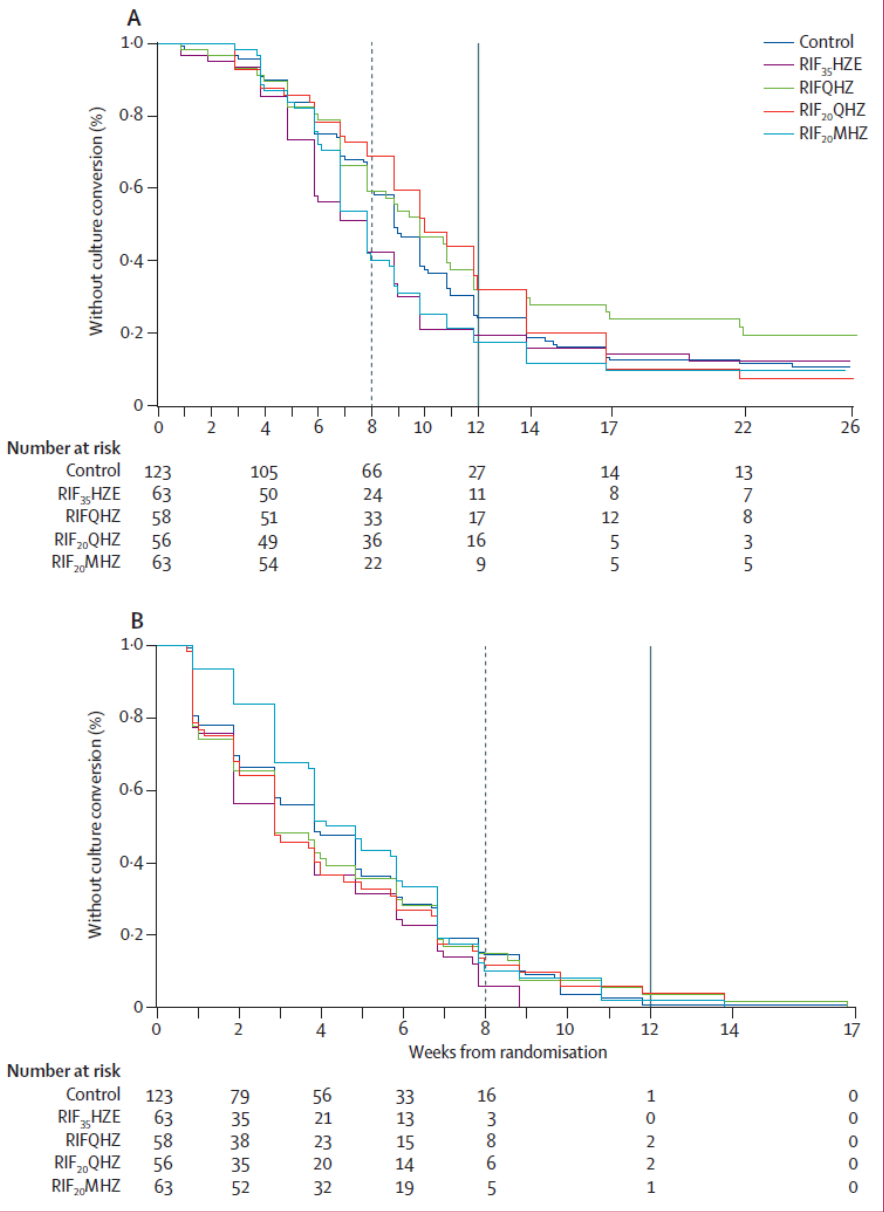 A
1·0
0·8
0·6
0·4
0·2
0
Without culture conversion (%)
Control
RIF₃₅HZE
RIFQHZ
RIF₂₀QHZ
RIF₂₀MHZ
0 2 4 6 8 10 12 14 17 22 26
Number at risk
Control 123 105 66 27 14 13
RIF₃₅HZE 63 50 24 11 8 7
RIFQHZ 58 51 33 17 12 8
RIF₂₀QHZ 56 49 36 16 5 3
RIF₂₀MHZ 63 54 22 9 5 5
B
1·0
0·8
0·6
0·4
0·2
0
Without culture conversion (%)
0 2 4 6 8 10 12 14 17
Weeks from randomisation
Number at risk
Control 123 79 56 33 16 1 0
RIF₃₅HZE 63 35 21 13 3 0 0
RIFQHZ 58 38 23 15 8 2 0
RIF₂₀QHZ 56 35 20 14 6 2 0
RIF₂₀MHZ 63 52 32 19 5 1 0